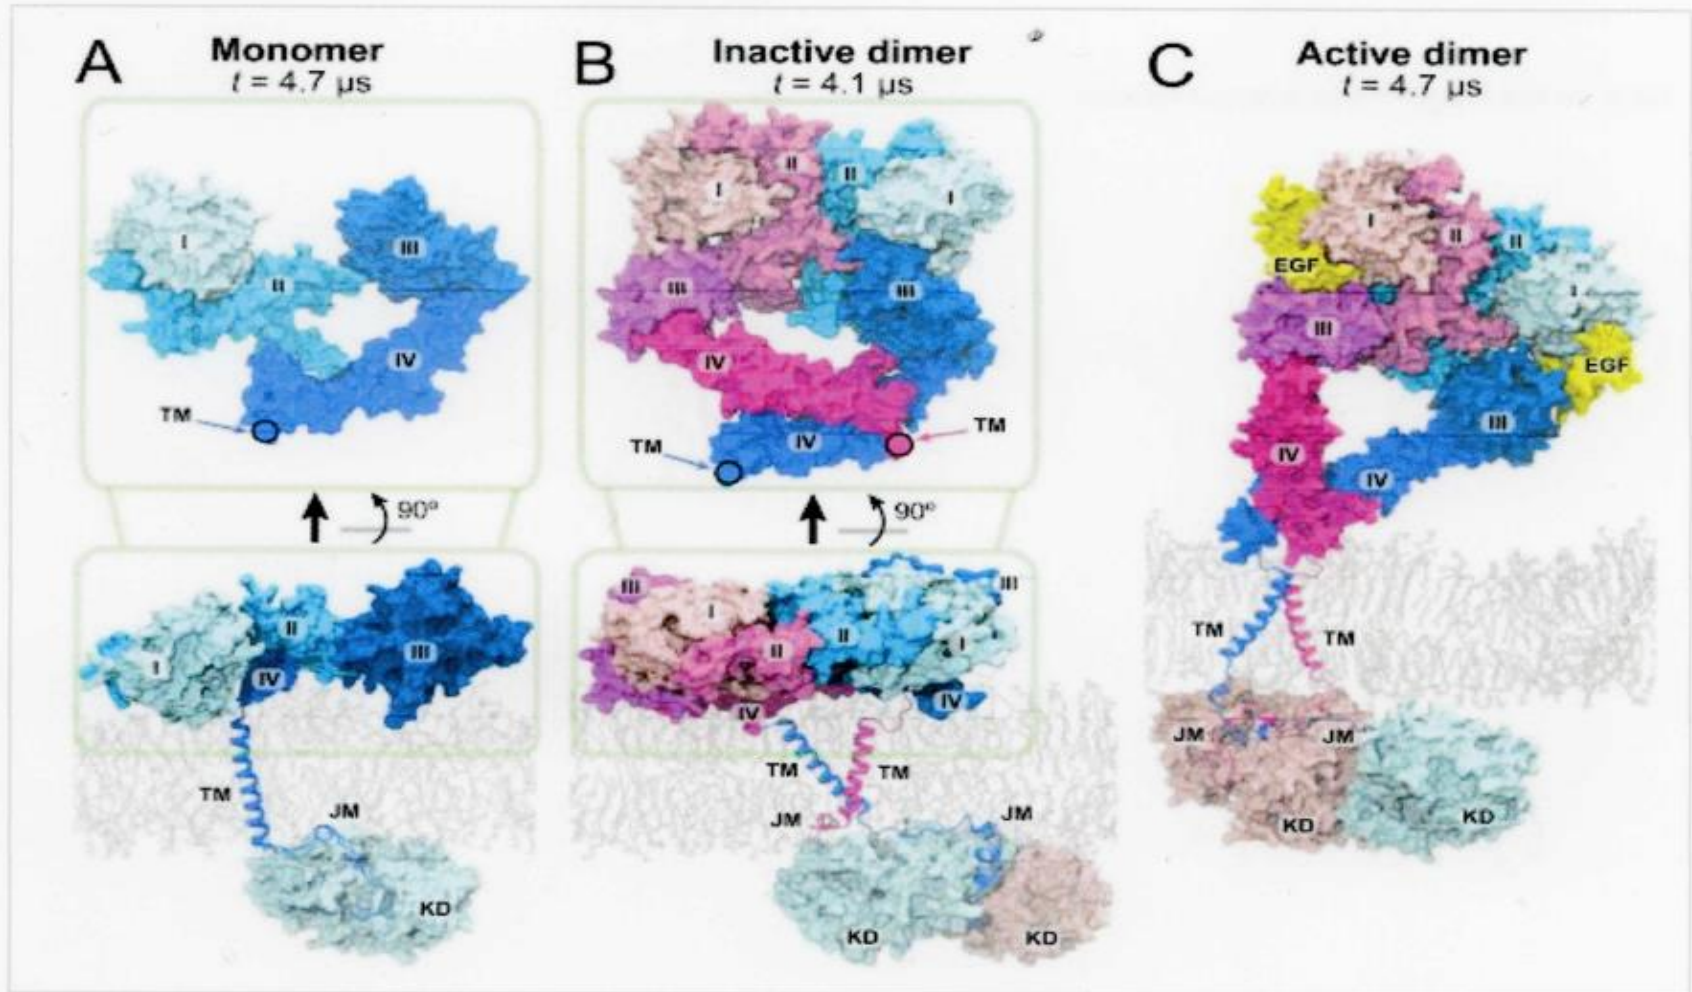 A
Monomer
t = 4.7 µs
I
II
III
IV
TM
90º
I
II
III
IV
TM
JM
KD
B
Inactive dimer
t = 4.1 µs
II
II
I
I
III
III
IV
IV
TM
TM
90º
III
III
I
II
II
I
IV
IV
TM
TM
JM
JM
KD
KD
C
Active dimer
t = 4.7 µs
I
II
II
EGF
I
III
EGF
III
IV
IV
TM
TM
JM
JM
KD
KD